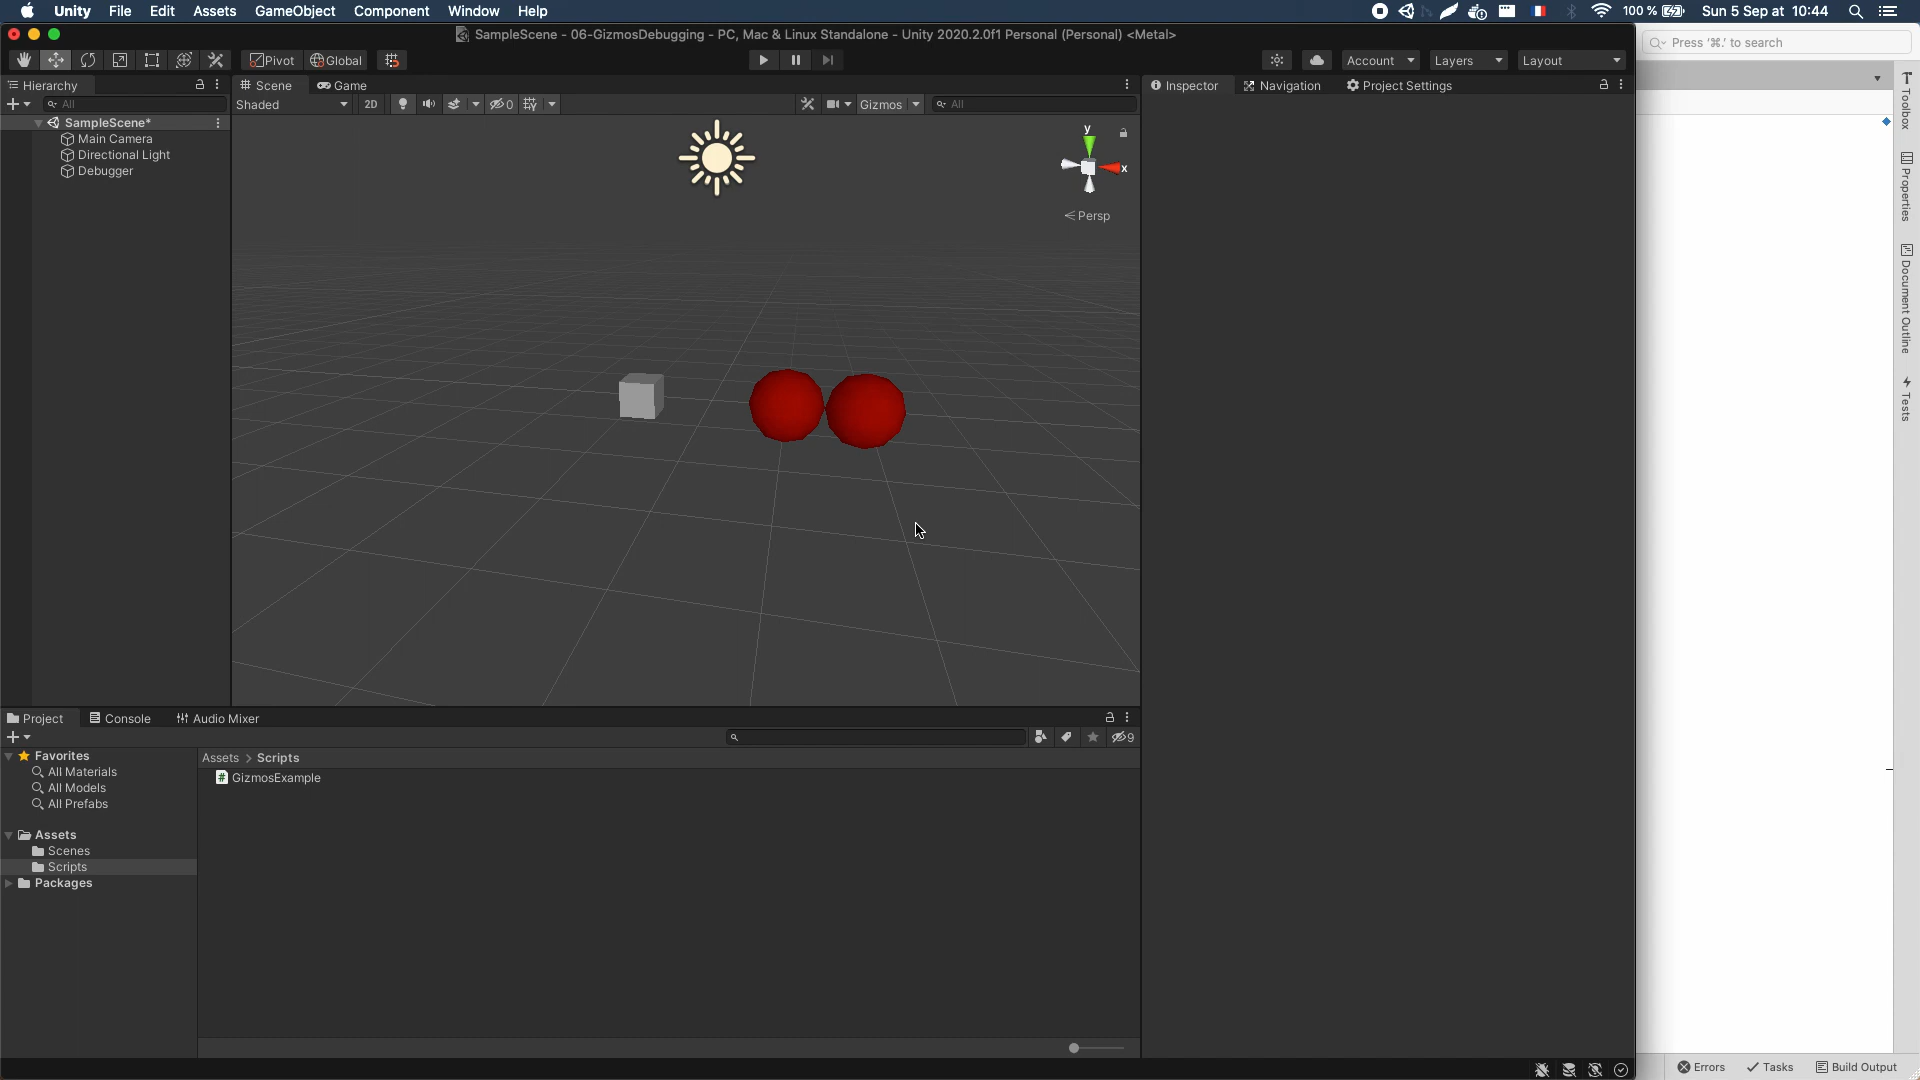 Unity File Edit Assets GameObject Component Window Help 100 % Sun 5 Sep at 10:44
SampleScene - 06-GizmosDebugging - PC, Mac & Linux Standalone - Unity 2020.2.0f1 Personal (Personal) <Metal>
Press '⌘.' to search
Pivot Global Account Layers Layout
Hierarchy Scene Game Inspector Navigation Project Settings
All Shaded 2D 0 Gizmos All
SampleScene*
Main Camera
Directional Light
Debugger
y
x
Persp
Toolbox
Properties
Document Outline
Tests
Project Console Audio Mixer
9
Favorites
All Materials
All Models
All Prefabs
Assets
Scenes
Scripts
Packages
Assets > Scripts
GizmosExample
Errors Tasks Build Output